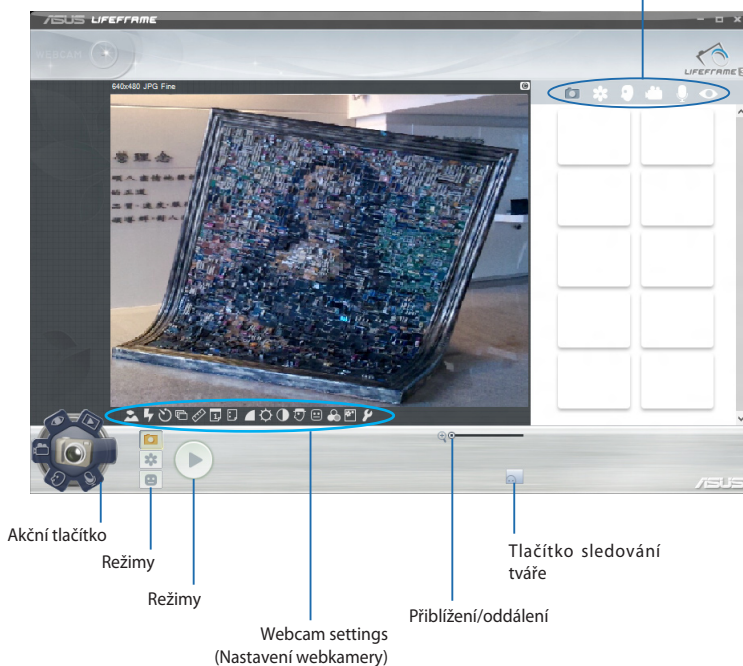 ASUS LIFEFRAME
WEBCAM
LIFEFRAME3
640x480 JPG Fine
ASUS
Akční tlačítko
Režimy
Režimy
Webcam settings
(Nastavení webkamery)
Přiblížení/oddálení
Tlačítko sledování
tváře